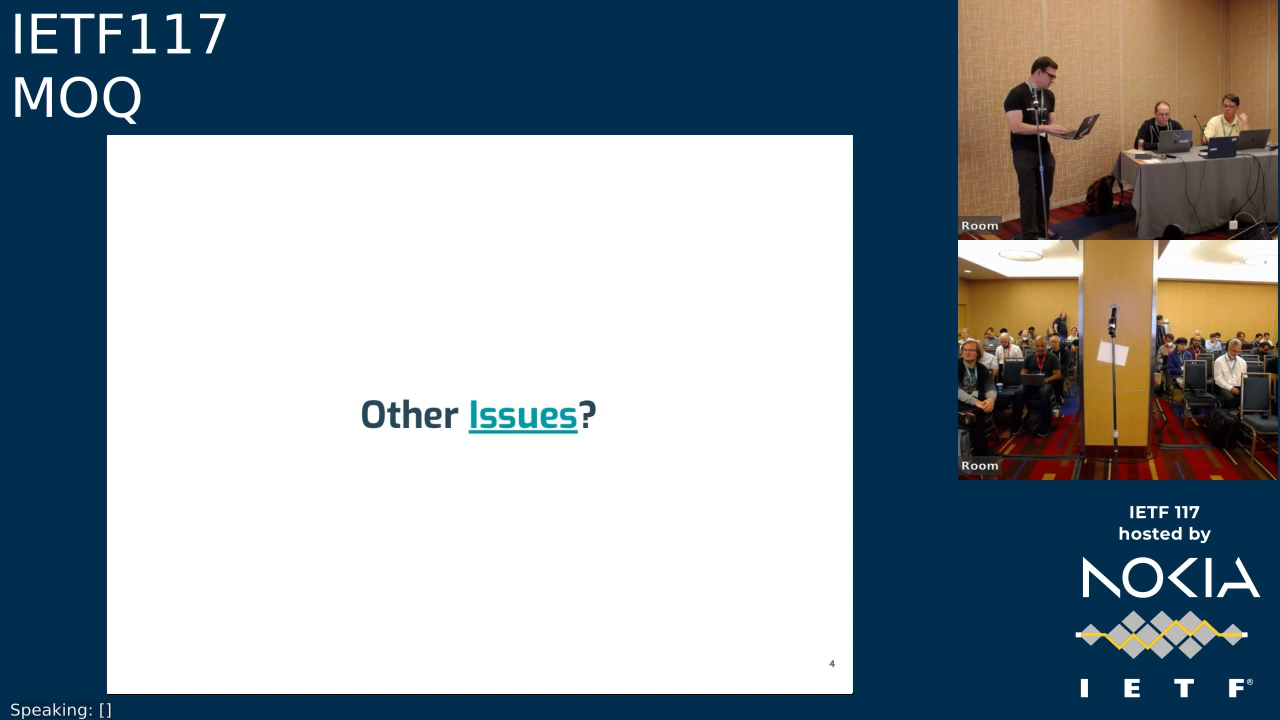 IETF117
MOQ
Other Issues?
4
Speaking: []
Room
Room
IETF 117
hosted by
NOKIA
I E T F®